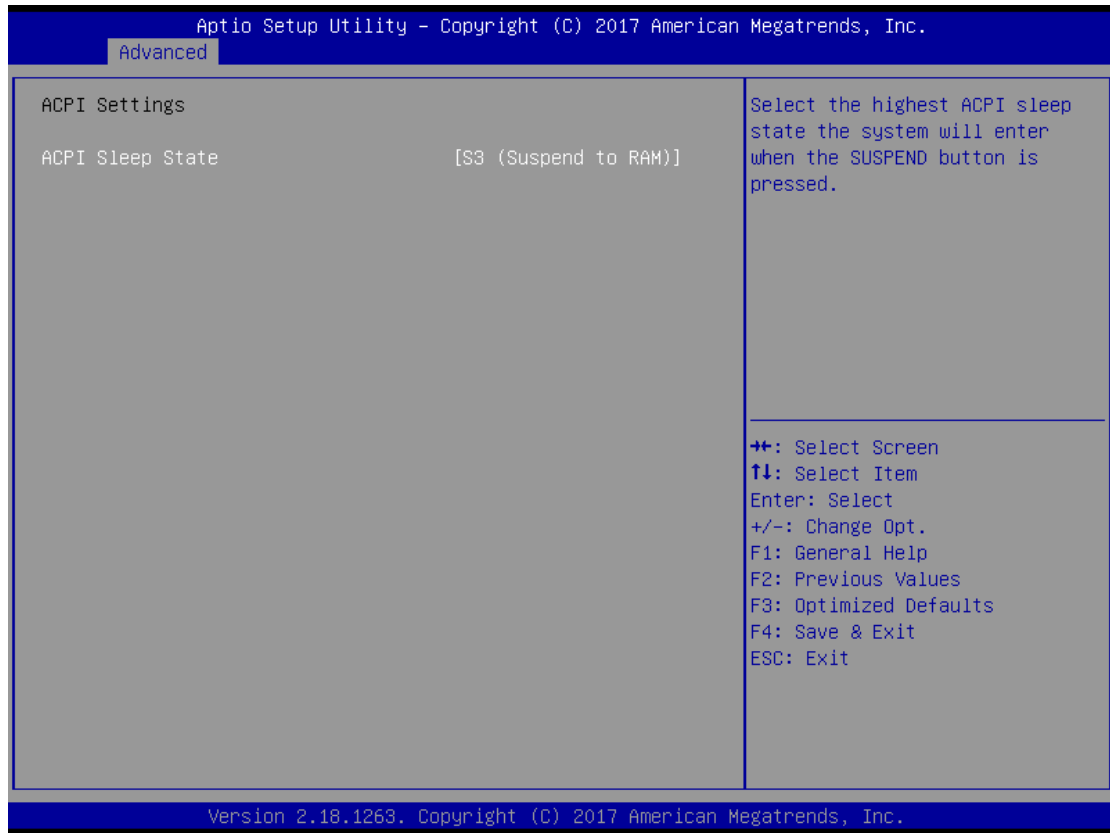 Aptio Setup Utility – Copyright (C) 2017 American Megatrends, Inc.
Advanced
ACPI Settings
ACPI Sleep State [S3 (Suspend to RAM)]
Select the highest ACPI sleep
state the system will enter
when the SUSPEND button is
pressed.
→←: Select Screen
↑↓: Select Item
Enter: Select
+/-: Change Opt.
F1: General Help
F2: Previous Values
F3: Optimized Defaults
F4: Save & Exit
ESC: Exit
Version 2.18.1263. Copyright (C) 2017 American Megatrends, Inc.